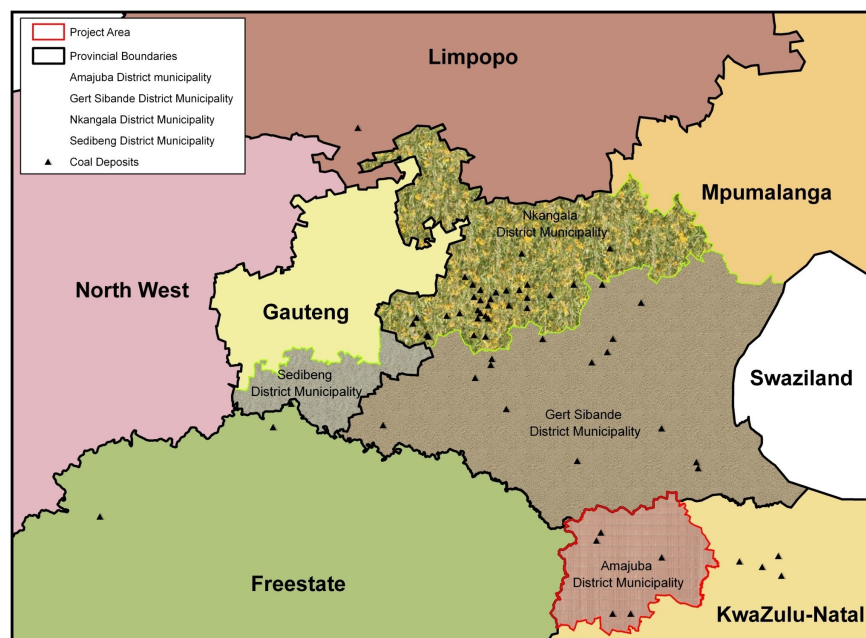 Project Area
Provincial Boundaries
Amajuba District municipality
Gert Sibande District Municipality
Nkangala District Municipality
Sedibeng District Municipality
Coal Deposits
Limpopo
Mpumalanga
Nkangala
District Municipality
North West
Gauteng
Sedibeng
District Municipality
Swaziland
Gert Sibande
District Municipality
Freestate
Amajuba
District Municipality
KwaZulu-Natal